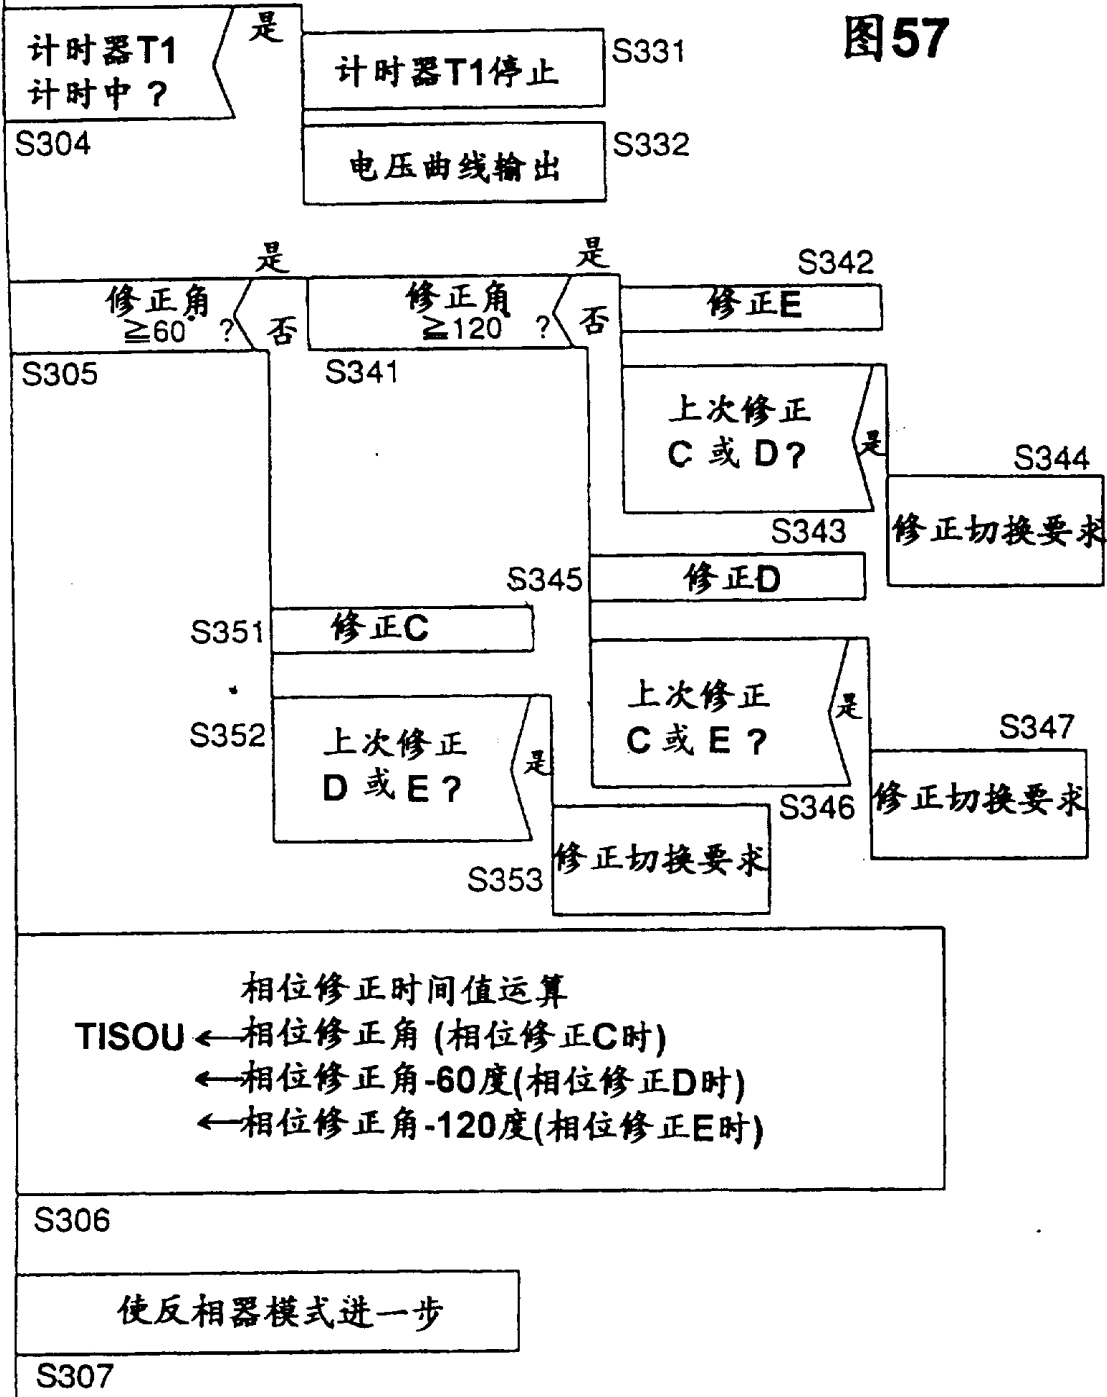 图57
计时器T1
计时中？
是
S304
计时器T1停止
S331
电压曲线输出
S332
修正角
≧60°？
是
否
S305
修正角
≧120°？
是
否
S341
S342
修正E
上次修正
C 或 D？
是
S343
S344
修正切换要求
S345
修正D
上次修正
C 或 E？
是
S346
S347
修正切换要求
S351
修正C
S352
上次修正
D 或 E？
是
S353
修正切换要求
相位修正时间值运算
TISOU ←相位修正角 (相位修正C时)
←相位修正角-60度(相位修正D时)
←相位修正角-120度(相位修正E时)
S306
使反相器模式进一步
S307